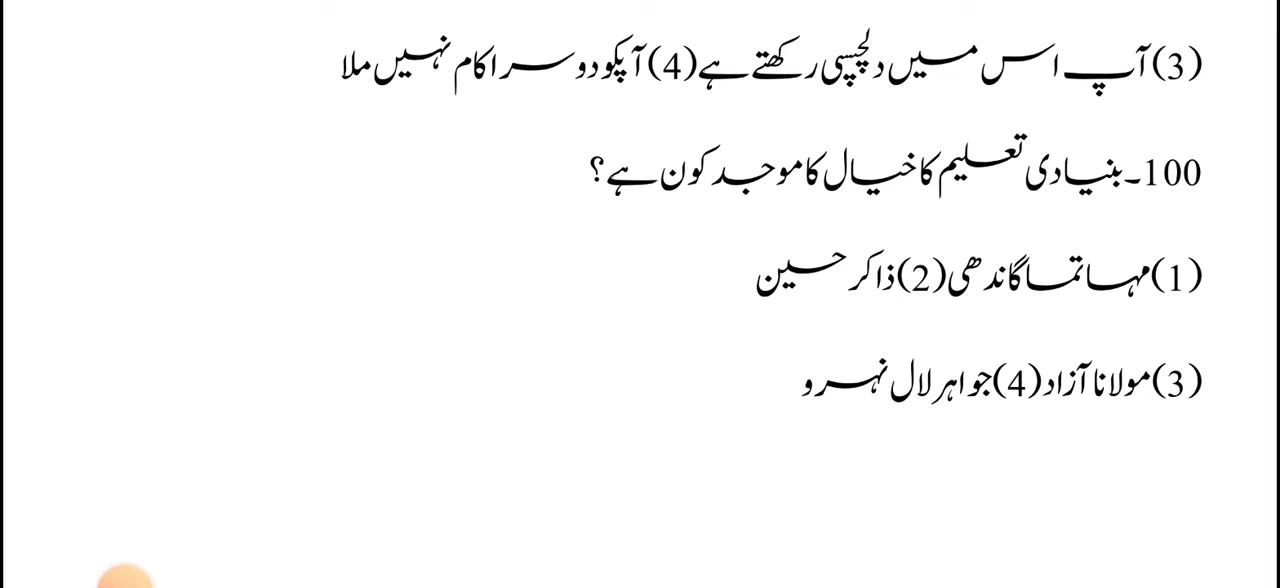 (3)آپ اس میں دلچسپی رکھتے ہے(4)آپکو دوسرا کام نہیں ملا
100۔بنیادی تعلیم کا خیال کا موجد کون ہے؟
(1)مہاتما گاندھی(2)ذاکر حسین
(3)مولانا آزاد(4)جواہر لال نہرو